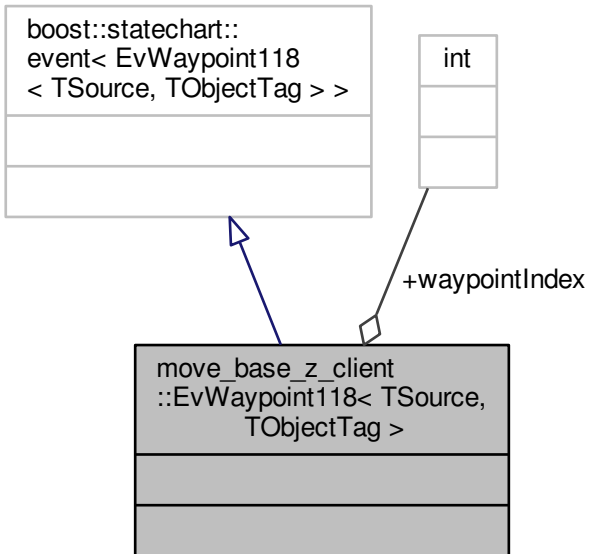 boost::statechart::
event< EvWaypoint118
< TSource, TObjectTag > >
int
+waypointIndex
move_base_z_client
::EvWaypoint118< TSource,
TObjectTag >